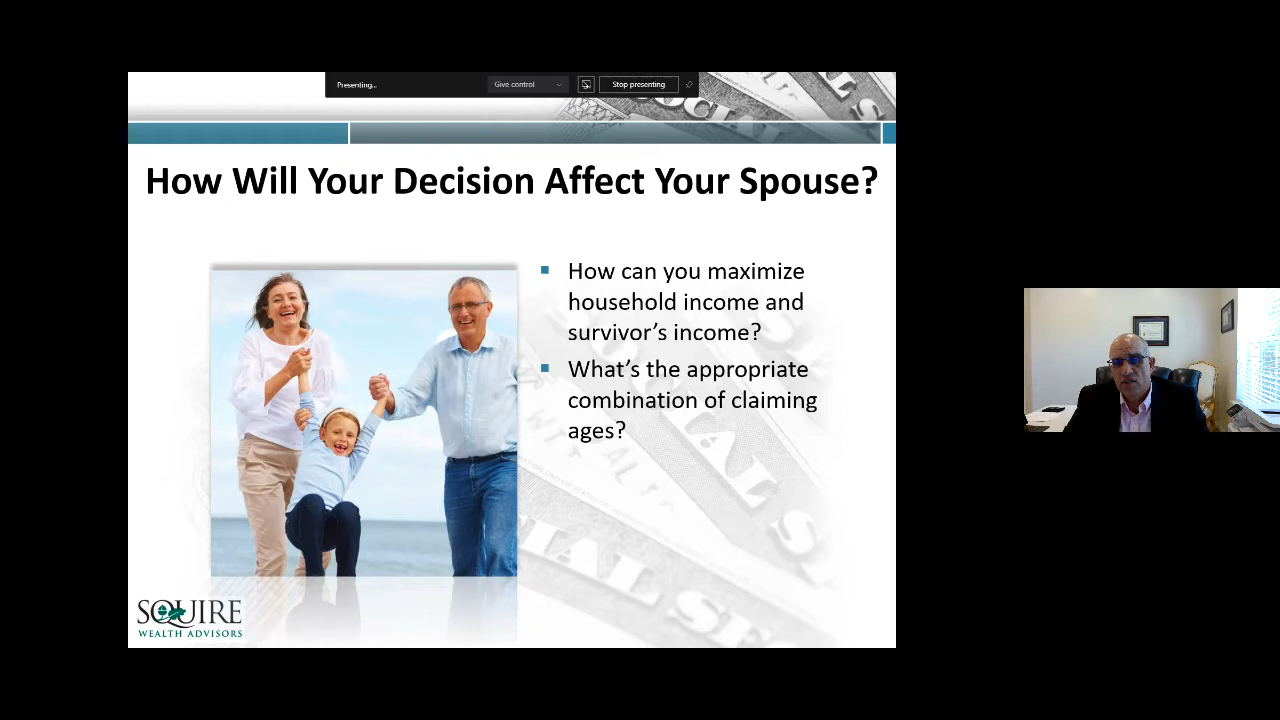 Presenting...
Give control
Stop presenting
SOCIAL
How Will Your Decision Affect Your Spouse?
How can you maximize
household income and
survivor's income?
What's the appropriate
combination of claiming
ages?
SQUIRE
WEALTH ADVISORS